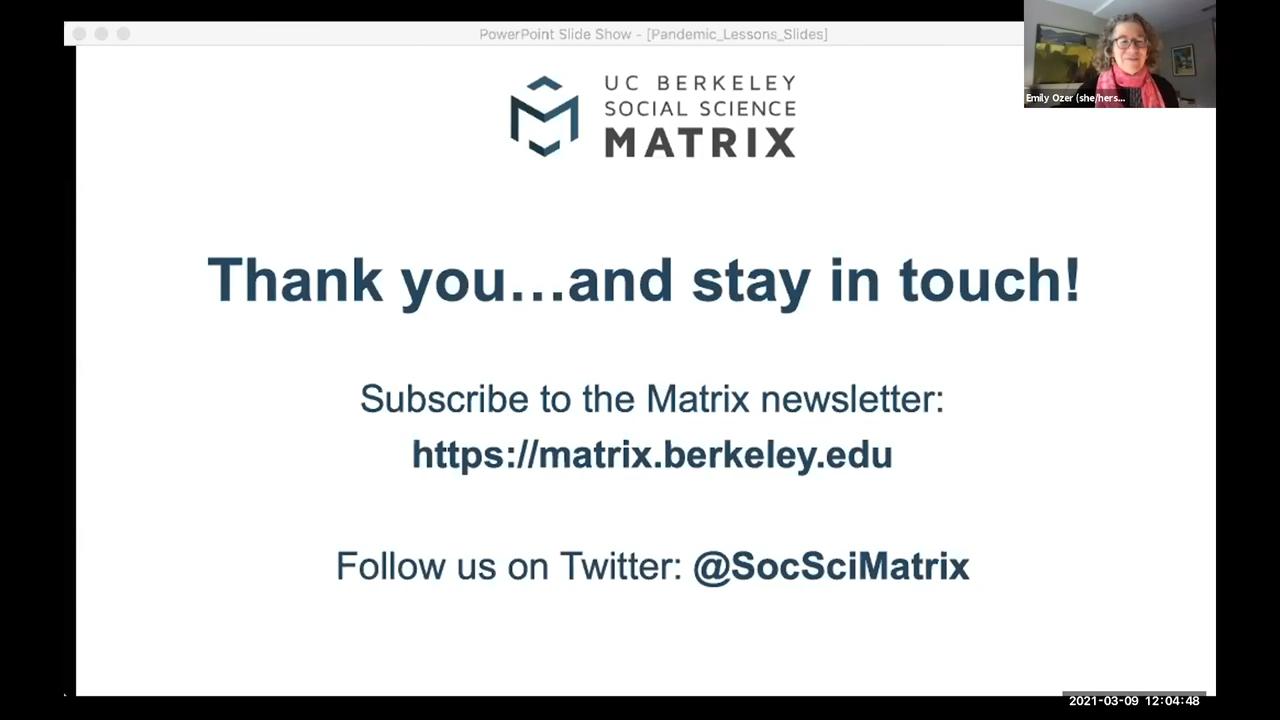 PowerPoint Slide Show - [Pandemic_Lessons_Slides]
Emily Ozer (she/hers...
UC BERKELEY
SOCIAL SCIENCE
MATRIX
Thank you...and stay in touch!
Subscribe to the Matrix newsletter:
https://matrix.berkeley.edu
Follow us on Twitter: @SocSciMatrix
2021-03-09 12:04:48